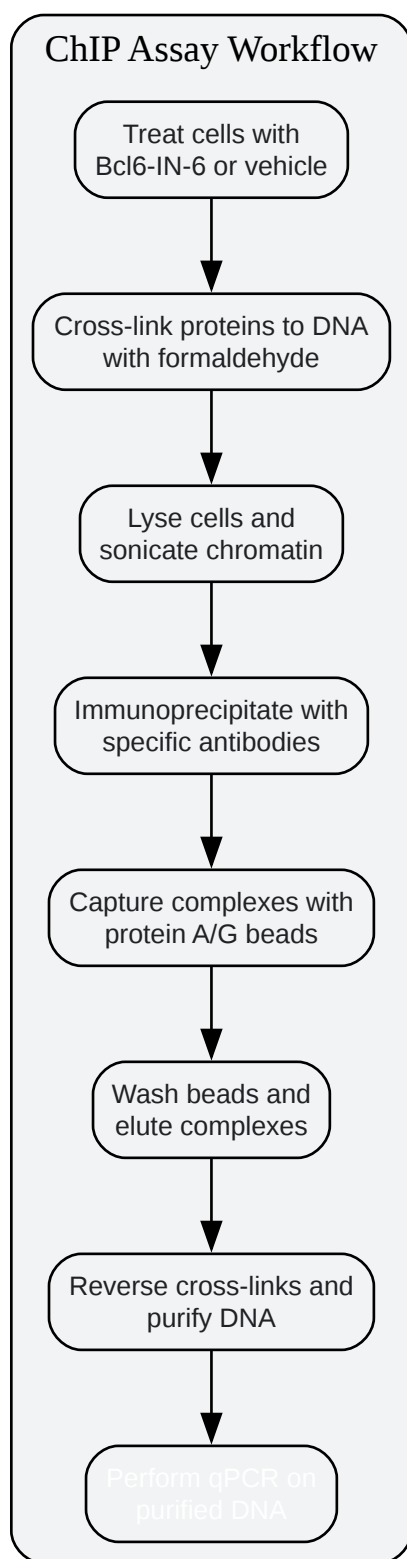 ChIP Assay Workflow
Treat cells with
Bcl6-IN-6 or vehicle
Cross-link proteins to DNA
with formaldehyde
Lyse cells and
sonicate chromatin
Immunoprecipitate with
specific antibodies
Capture complexes with
protein A/G beads
Wash beads and
elute complexes
Reverse cross-links and
purify DNA
Perform qPCR on
purified DNA